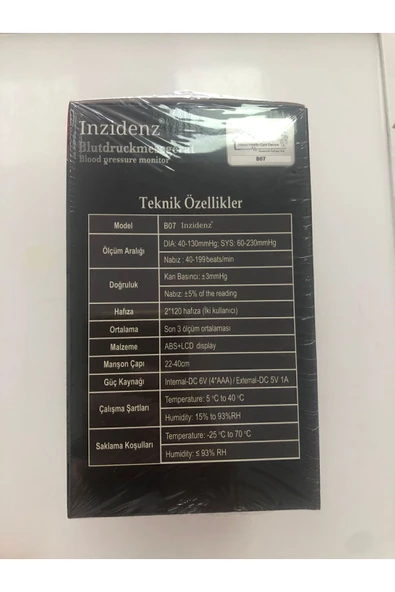 Inzidenz®
Blutdruckmessgerät
Blood pressure monitor
B07
Teknik Özellikler
Model B07 Inzidenz®
Ölçüm Aralığı DIA: 40-130mmHg; SYS: 60-230mmHg
Nabız : 40-199beats/min
Doğruluk Kan Basıncı: ±3mmHg
Nabız: ±5% of the reading
Hafıza 2*120 hafıza (İki kullanıcı)
Ortalama Son 3 ölçüm ortalaması
Malzeme ABS+LCD display
Manşon Çapı 22-40cm
Güç Kaynağı Internal-DC 6V (4*AAA) / External-DC 5V 1A
Çalışma Şartları Temperature: 5 °C to 40 °C
Humidity: 15% to 93%RH
Saklama Koşulları Temperature: -25 °C to 70 °C
Humidity: ≤ 93% RH